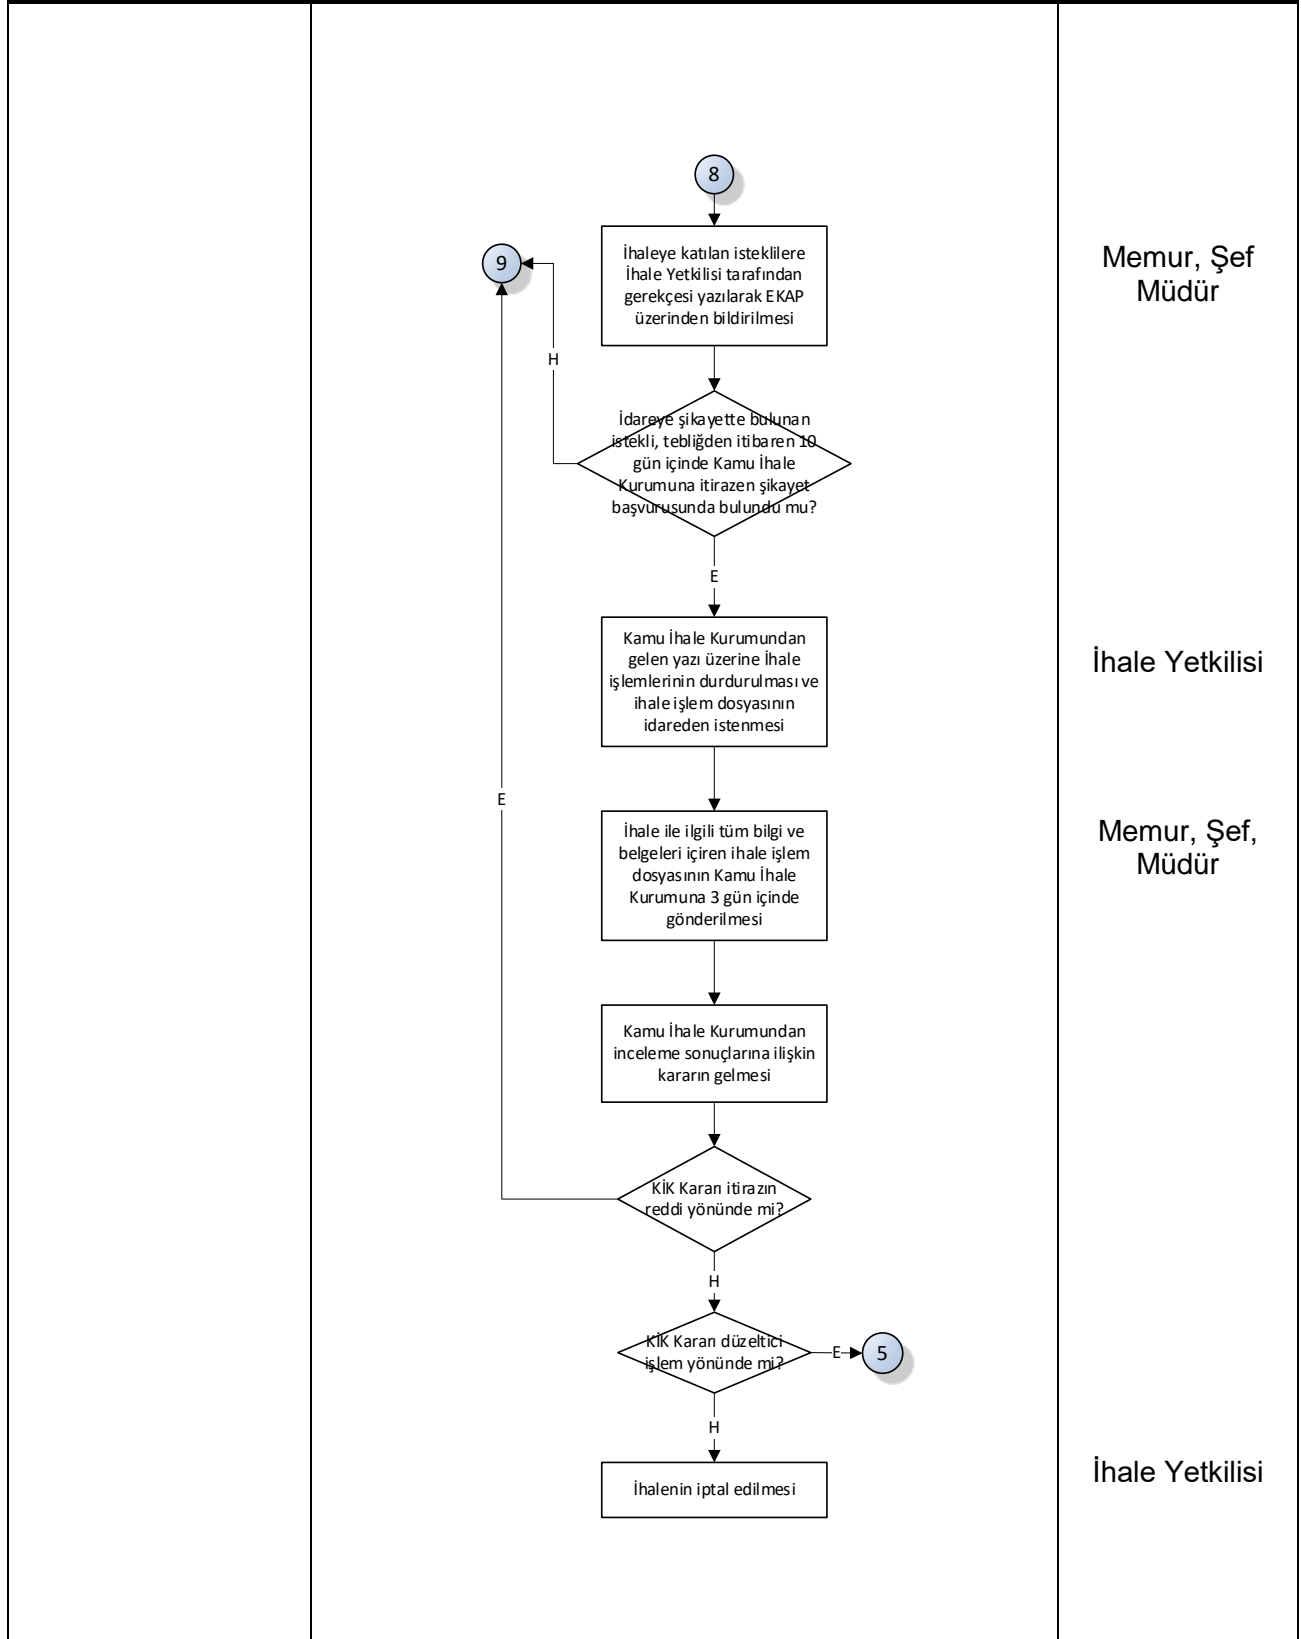 8
9
İhaleye katılan isteklilere
İhale Yetkilisi tarafından
gerekçesi yazılarak EKAP
üzerinden bildirilmesi
Memur, Şef
Müdür
H
İdareye şikayette bulunan
istekli, tebliğden itibaren 10
gün içinde Kamu İhale
Kurumuna itirazen şikayet
başvurusunda bulundu mu?
E
Kamu İhale Kurumundan
gelen yazı üzerine İhale
işlemlerinin durdurulması ve
ihale işlem dosyasının
idareden istenmesi
İhale Yetkilisi
E
İhale ile ilgili tüm bilgi ve
belgeleri içiren ihale işlem
dosyasının Kamu İhale
Kurumuna 3 gün içinde
gönderilmesi
Memur, Şef,
Müdür
Kamu İhale Kurumundan
inceleme sonuçlarına ilişkin
kararın gelmesi
KİK Kararı itirazın
reddi yönünde mi?
H
KİK Kararı düzeltici
işlem yönünde mi?
E
5
H
İhalenin iptal edilmesi
İhale Yetkilisi